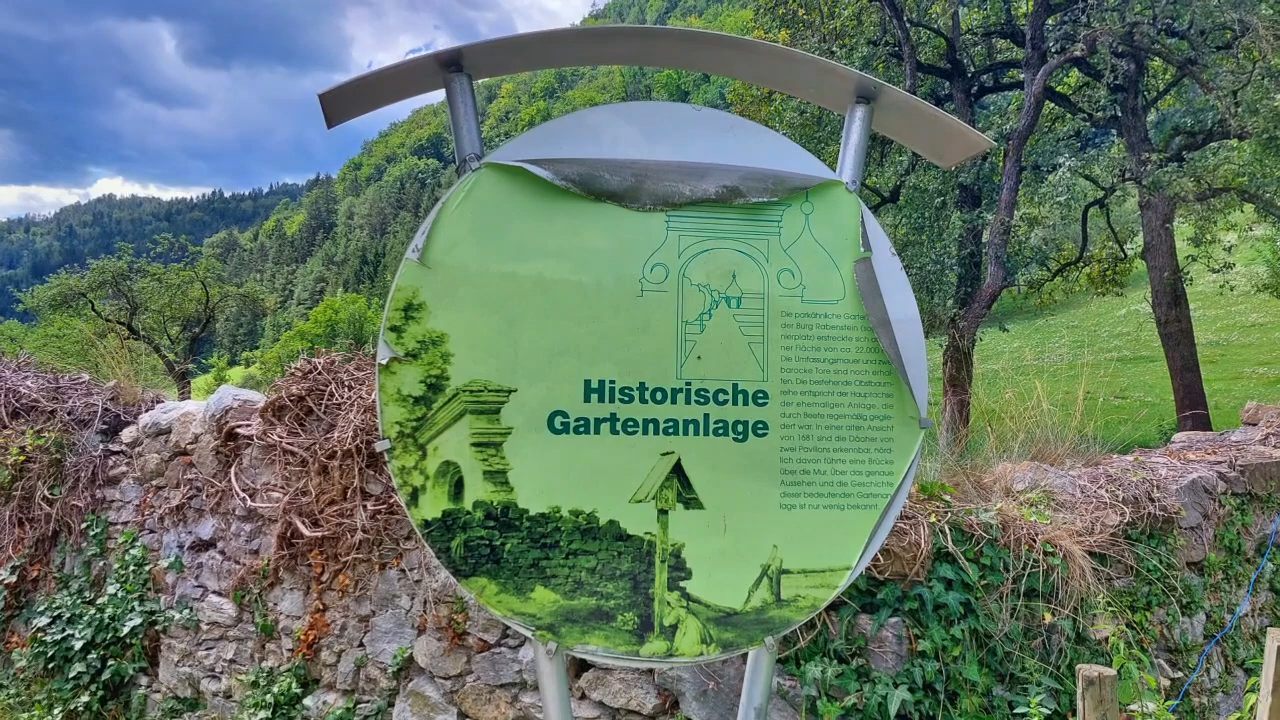 Historische
Gartenanlage
Die parkähnliche
der Burg Rabenstein
nierplatz) erstreckte sich
ner Fläche von ca. 22.000
Die Umfassungsmauer und zwei
barocke Tore sind noch erhal-
ten. Die bestehende Obstbaum-
reihe entspricht der Hauptachse
der ehemaligen Anlage, die
durch Beete regelmäßig geglie-
dert war. In einer alten Ansicht
von 1681 sind die Dächer von
zwei Pavillons erkennbar, nörd-
lich davon führte eine Brücke
über die Mur. Über das genaue
Aussehen und die Geschichte
dieser bedeutenden Gartenan-
lage ist nur wenig bekannt.